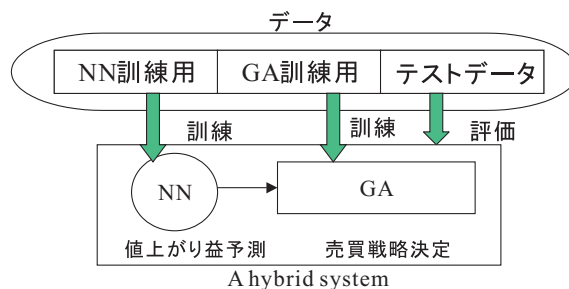 データ
NN訓練用 GA訓練用 テストデータ
訓練 訓練 評価
NN GA
値上がり益予測 売買戦略決定
A hybrid system